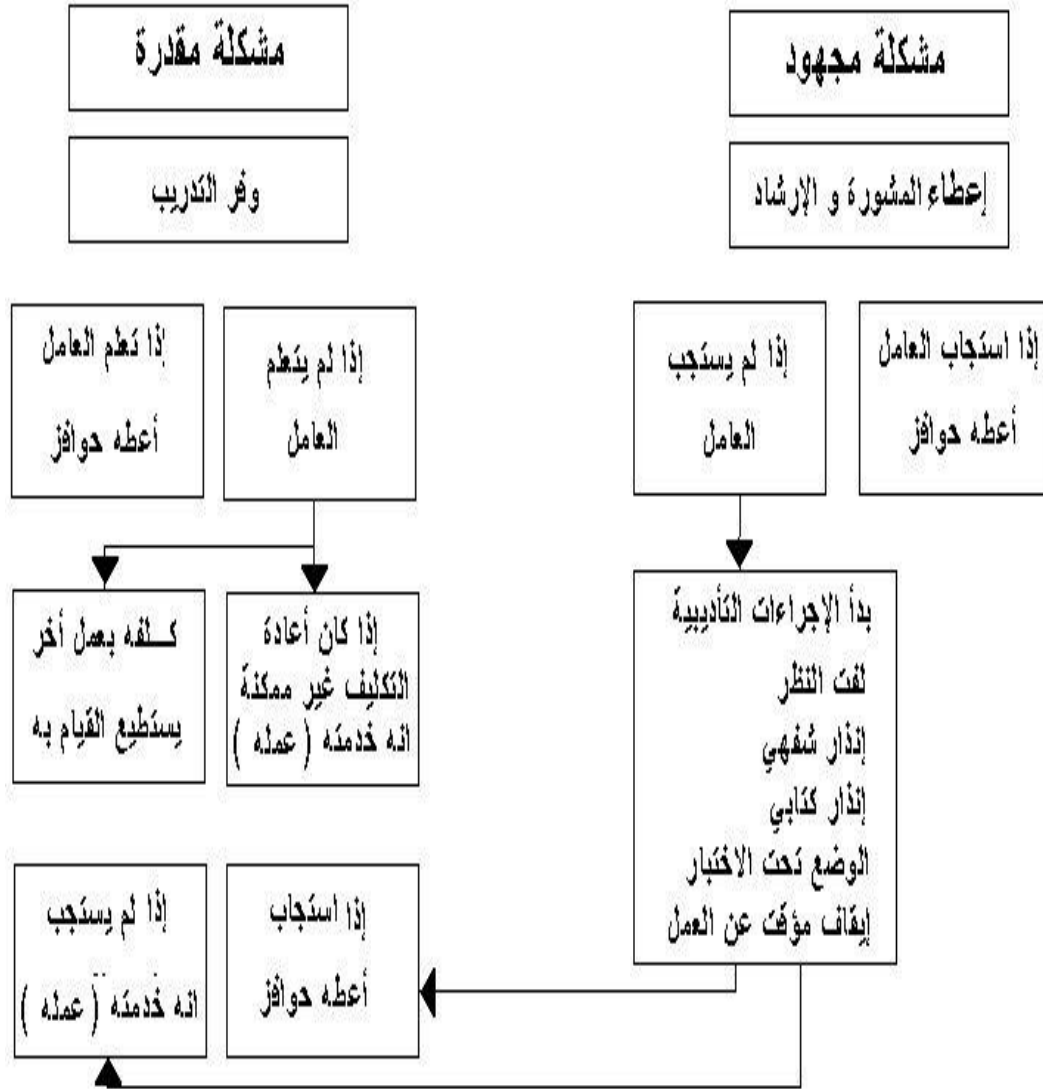 مشكلة مجهود
إعطاء المشورة و الإرشاد
إذا استجاب العامل
أعطه حوافز
إذا لم يستجب
العامل
بدأ الإجراءات التأديبية
لفت النظر
إنذار شفهي
إنذار كتابي
الوضع تحت الاختبار
إيقاف مؤقت عن العمل
مشكلة مقدرة
وفر التدريب
إذا لم يتعلم
العامل
إذا تعلم العامل
أعطه حوافز
إذا كان أعادة
التكليف غير ممكنة
انه خدمته ( عمله )
كـــلفه بعمل أخر
يستطيع القيام به
إذا استجاب
أعطه حوافز
إذا لم يستجب
انه خدمته ( عمله )